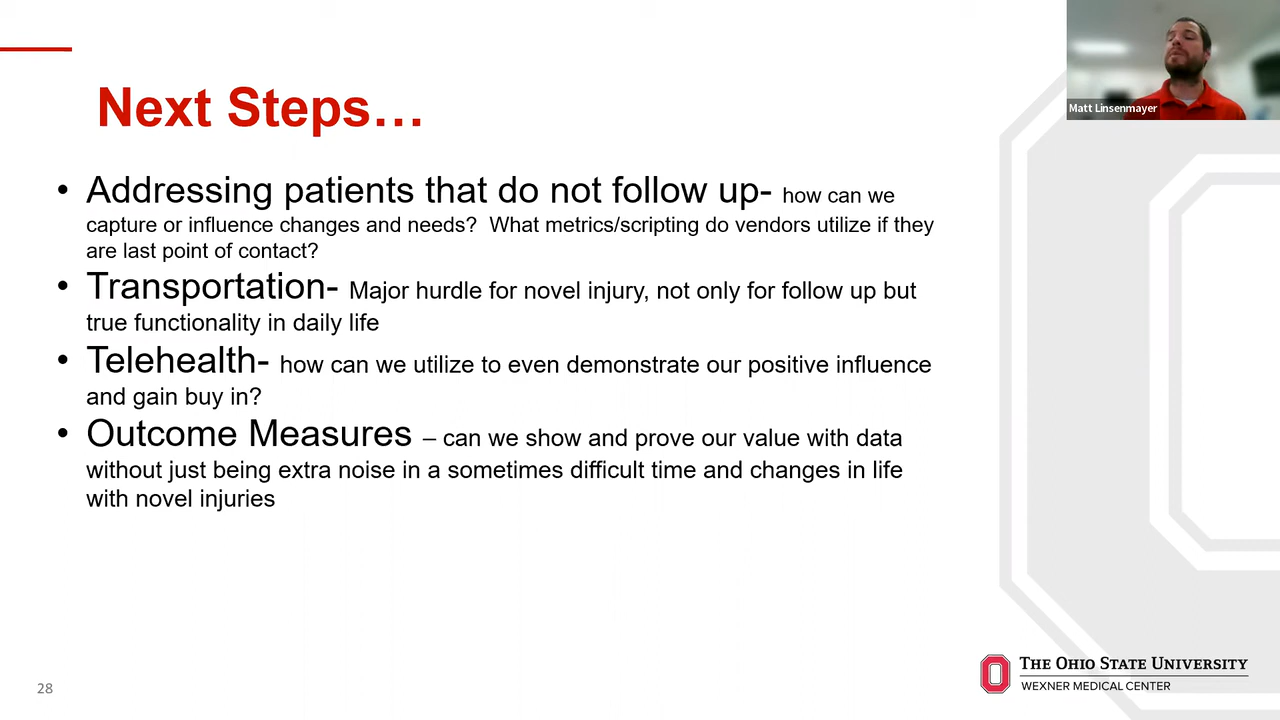 Matt Linsenmayer
Next Steps…
• Addressing patients that do not follow up- how can we
capture or influence changes and needs?  What metrics/scripting do vendors utilize if they
are last point of contact?
• Transportation- Major hurdle for novel injury, not only for follow up but
true functionality in daily life
• Telehealth- how can we utilize to even demonstrate our positive influence
and gain buy in?
• Outcome Measures – can we show and prove our value with data
without just being extra noise in a sometimes difficult time and changes in life
with novel injuries
THE OHIO STATE UNIVERSITY
WEXNER MEDICAL CENTER
28